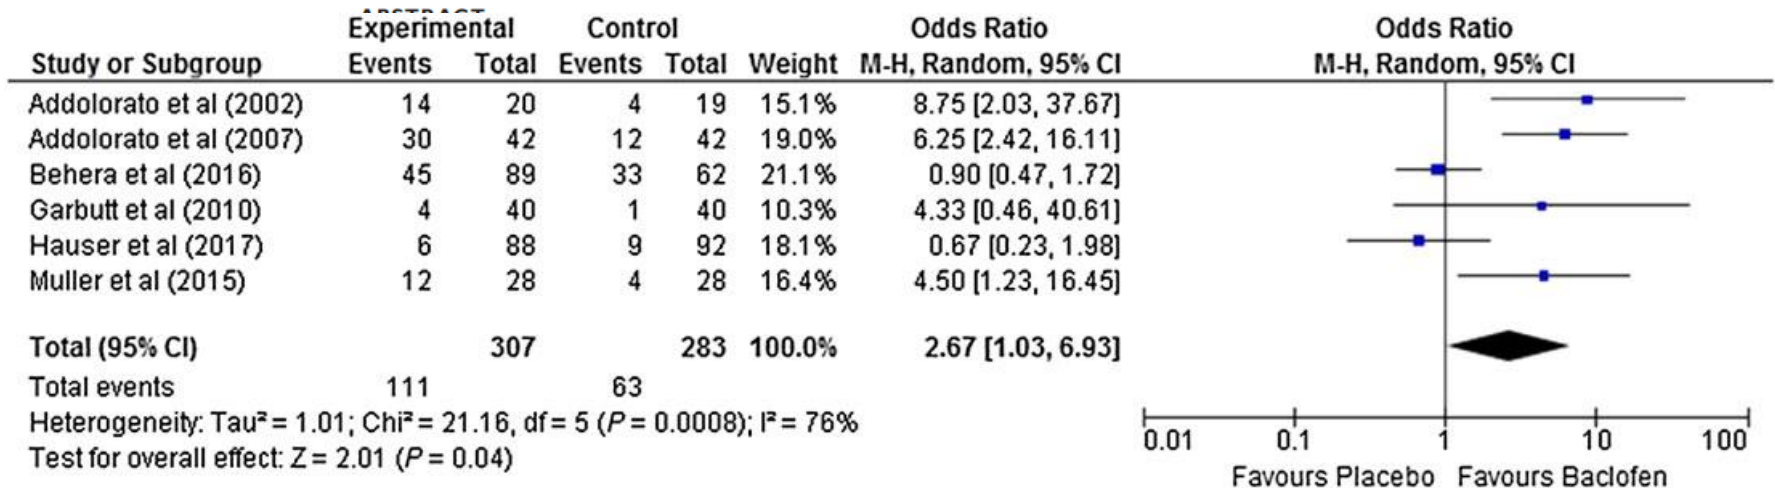 ABSTRACT
Experimental Control Odds Ratio Odds Ratio
Study or Subgroup Events Total Events Total Weight M-H, Random, 95% CI M-H, Random, 95% CI
Addolorato et al (2002) 14 20 4 19 15.1% 8.75 [2.03, 37.67]
Addolorato et al (2007) 30 42 12 42 19.0% 6.25 [2.42, 16.11]
Behera et al (2016) 45 89 33 62 21.1% 0.90 [0.47, 1.72]
Garbutt et al (2010) 4 40 1 40 10.3% 4.33 [0.46, 40.61]
Hauser et al (2017) 6 88 9 92 18.1% 0.67 [0.23, 1.98]
Muller et al (2015) 12 28 4 28 16.4% 4.50 [1.23, 16.45]
Total (95% CI) 307 283 100.0% 2.67 [1.03, 6.93]
Total events 111 63
Heterogeneity: Tau² = 1.01; Chi² = 21.16, df = 5 (P = 0.0008); I² = 76%
Test for overall effect: Z = 2.01 (P = 0.04)
0.01 0.1 1 10 100
Favours Placebo Favours Baclofen